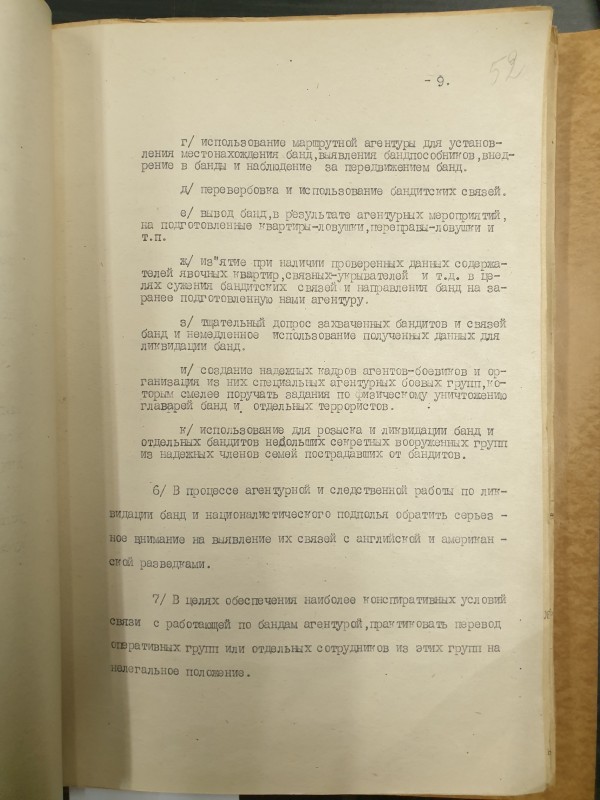 - 9.
52
г/ использование маршрутной агентуры для установ-
ления местонахождения банд,выявления бандпособников,внед-
рение в банды и наблюдение за передвижением банд.
д/ перевербовка и использование бандитских связей.
е/ вывод банд,в результате агентурных мероприятий,
на подготовленные квартиры-ловушки,переправы-ловушки и
т.п.
ж/ из"ятие при наличии проверенных данных содержа-
телей явочных квартир,связных-укрывателей и т.д. в це-
лях сужения бандитских связей и направления банд на за-
ранее подготовленную нами агентуру.
з/ тщательный допрос захваченных бандитов и связей
банд и немедленное использование полученных данных для
ликвидации банд.
и/ создание надежных кадров агентов-боевиков и ор-
ганизация из них специальных агентурных боевых групп,ко-
торым смелее поручать задания по физическому уничтожению
главарей банд и отдельных террористов.
к/ использование для розыска и ликвидации банд и
отдельных бандитов небольших секретных вооруженных групп
из надежных членов семей пострадавших от бандитов.
6/ В процессе агентурной и следственной работы по лик-
видации банд и националистического подполья обратить серьез -
ное внимание на выявление их связей с английской и американ -
ской разведками.
7/ В целях обеспечения наиболее конспиративных условий
связи с работающей по бандам агентурой,практиковать перевод
оперативных групп или отдельных сотрудников из этих групп на
нелегальное положение.